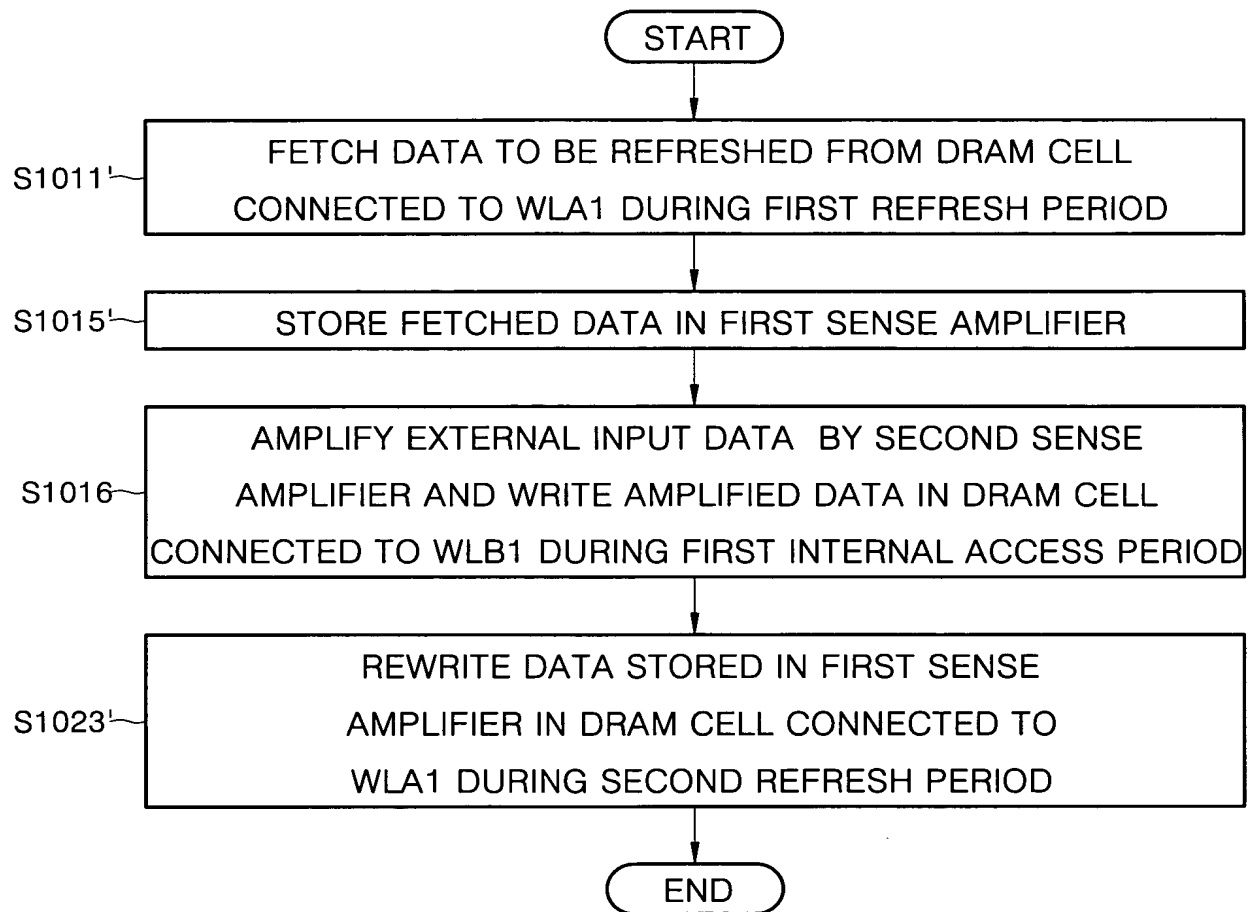 START
S1011'
FETCH DATA TO BE REFRESHED FROM DRAM CELL
CONNECTED TO WLA1 DURING FIRST REFRESH PERIOD
S1015'
STORE FETCHED DATA IN FIRST SENSE AMPLIFIER
S1016
AMPLIFY EXTERNAL INPUT DATA BY SECOND SENSE
AMPLIFIER AND WRITE AMPLIFIED DATA IN DRAM CELL
CONNECTED TO WLB1 DURING FIRST INTERNAL ACCESS PERIOD
S1023'
REWRITE DATA STORED IN FIRST SENSE
AMPLIFIER IN DRAM CELL CONNECTED TO
WLA1 DURING SECOND REFRESH PERIOD
END